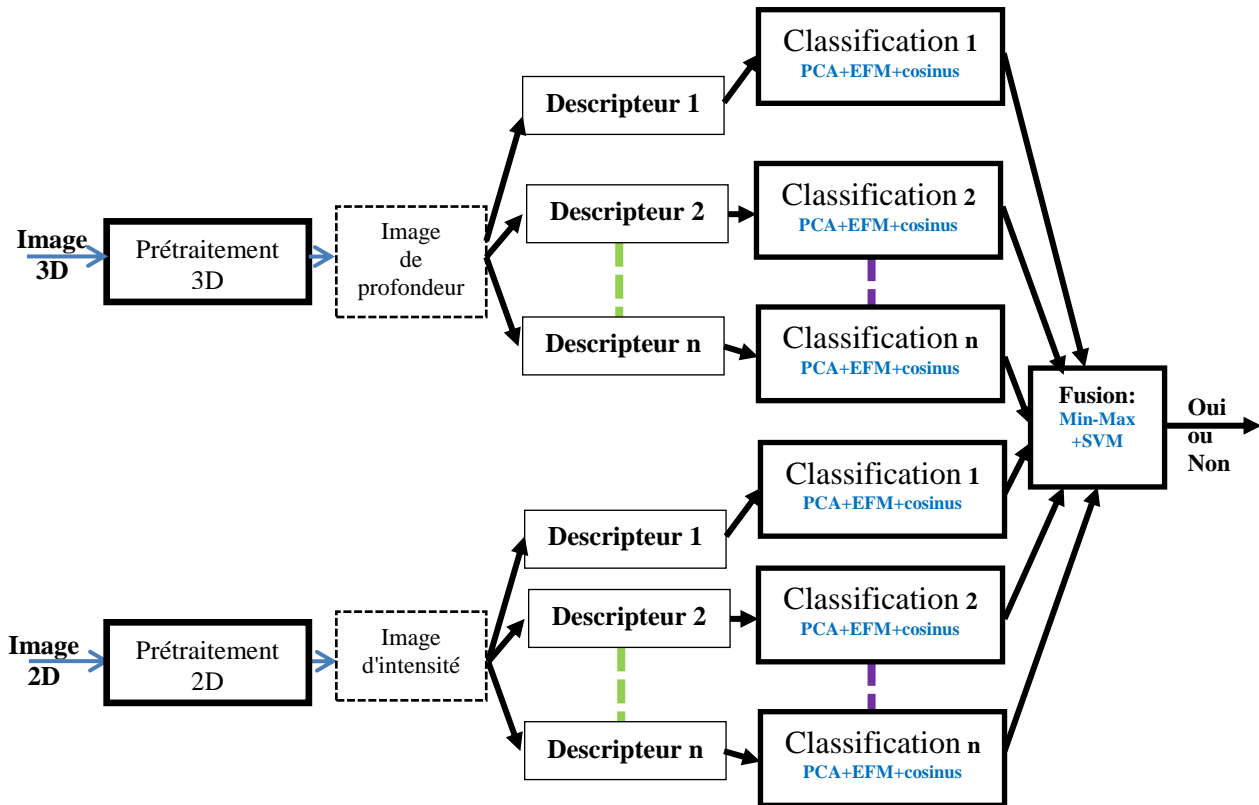 Image
3D
Prétraitement
3D
Image
de
profondeur
Descripteur 1
Descripteur 2
Descripteur n
Classification 1
PCA+EFM+cosinus
Classification 2
PCA+EFM+cosinus
Classification n
PCA+EFM+cosinus
Image
2D
Prétraitement
2D
Image
d'intensité
Descripteur 1
Descripteur 2
Descripteur n
Classification 1
PCA+EFM+cosinus
Classification 2
PCA+EFM+cosinus
Classification n
PCA+EFM+cosinus
Fusion:
Min-Max
+SVM
Oui
ou
Non